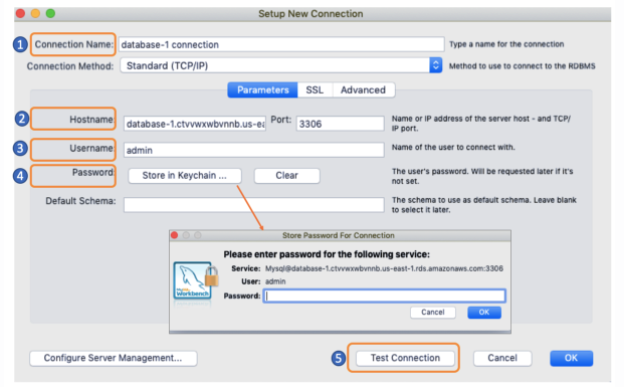 Setup New Connection
1 Connection Name: database-1 connection Type a name for the connection
Connection Method: Standard (TCP/IP) Method to use to connect to the RDBMS
Parameters SSL Advanced
2 Hostname: database-1.ctvvwxwbvnnb.us-ea Port: 3306 Name or IP address of the server host - and TCP/
IP port.
3 Username: admin Name of the user to connect with.
4 Password: Store in Keychain ... Clear The user's password. Will be requested later if it's
not set.
Default Schema: The schema to use as default schema. Leave blank
to select it later.
Store Password For Connection
Please enter password for the following service:
Service: Mysql@database-1.ctvvwxwbvnnb.us-east-1.rds.amazonaws.com:3306
User: admin
Password:
MySQL
Workbench
Cancel OK
Configure Server Management... 5 Test Connection Cancel OK